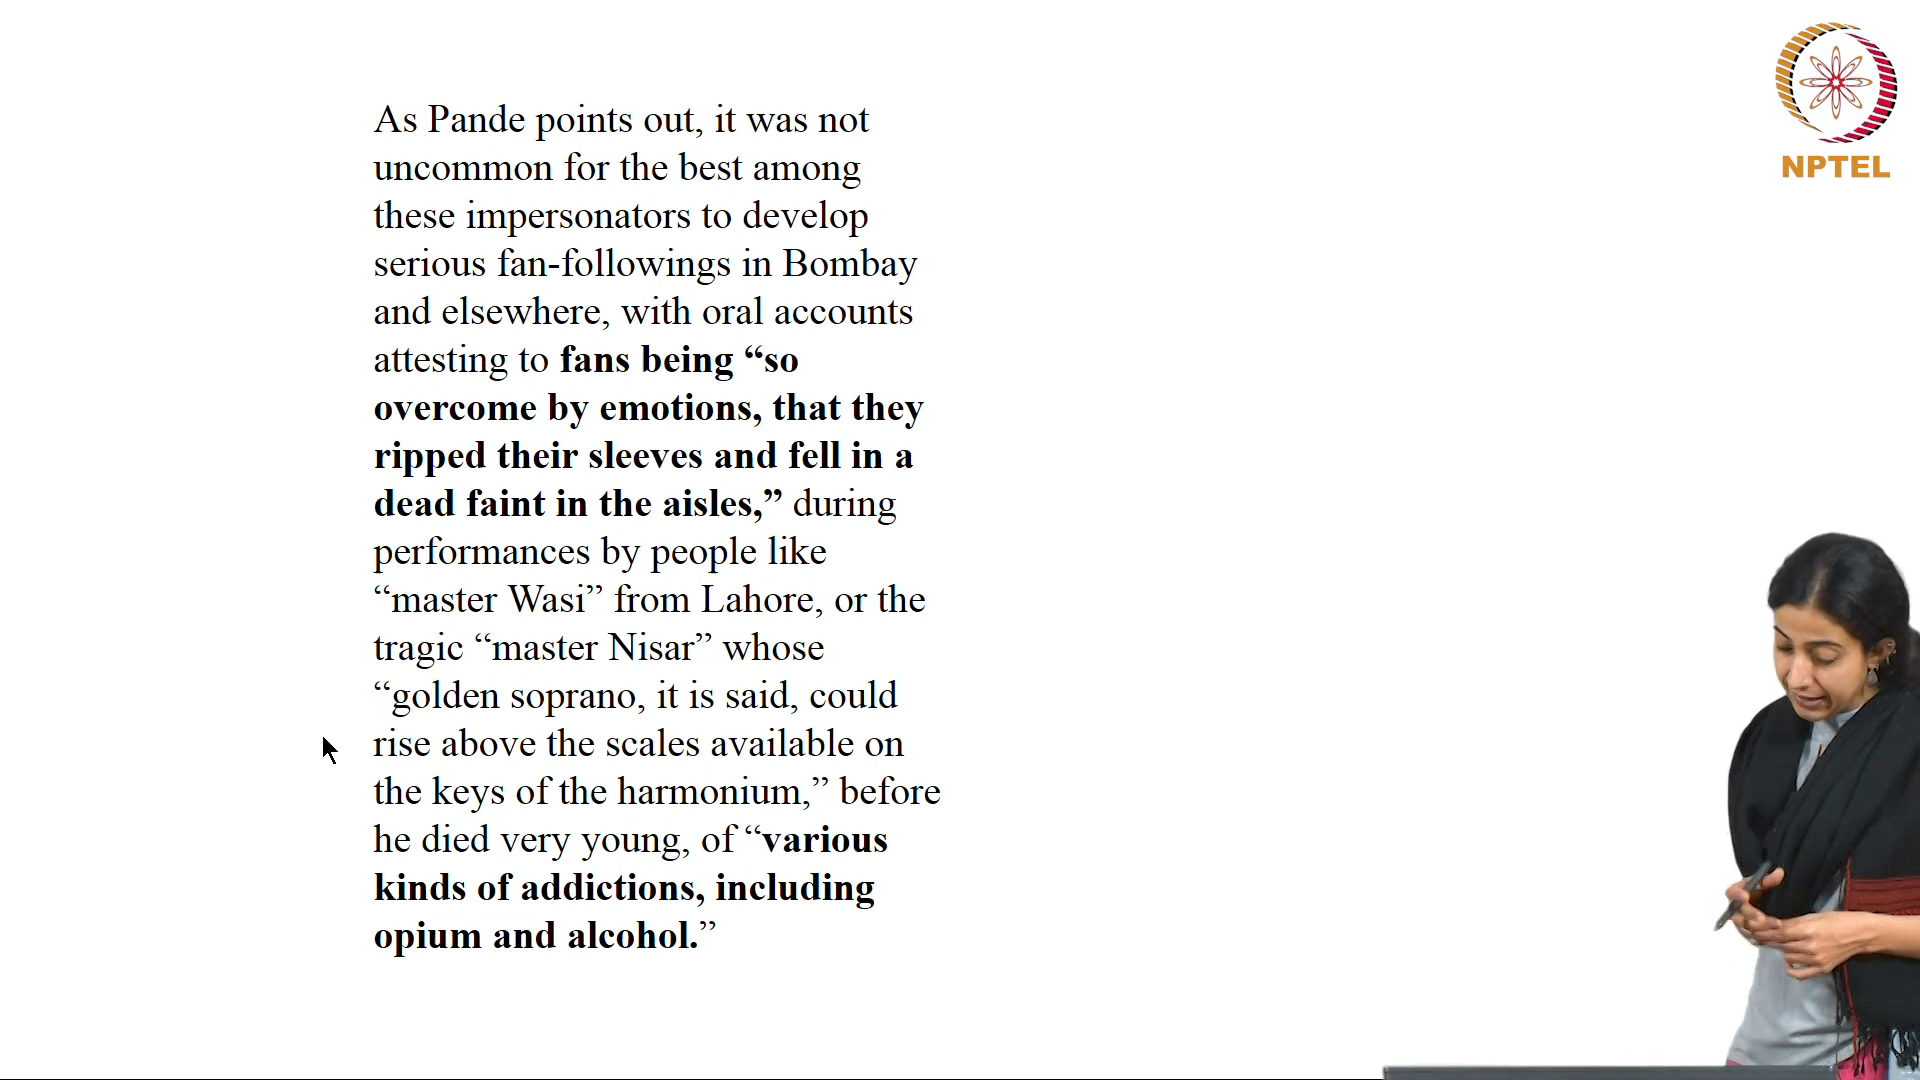 As Pande points out, it was not
uncommon for the best among
these impersonators to develop
serious fan-followings in Bombay
and elsewhere, with oral accounts
attesting to fans being “so
overcome by emotions, that they
ripped their sleeves and fell in a
dead faint in the aisles,” during
performances by people like
“master Wasi” from Lahore, or the
tragic “master Nisar” whose
“golden soprano, it is said, could
rise above the scales available on
the keys of the harmonium,” before
he died very young, of “various
kinds of addictions, including
opium and alcohol.”
NPTEL